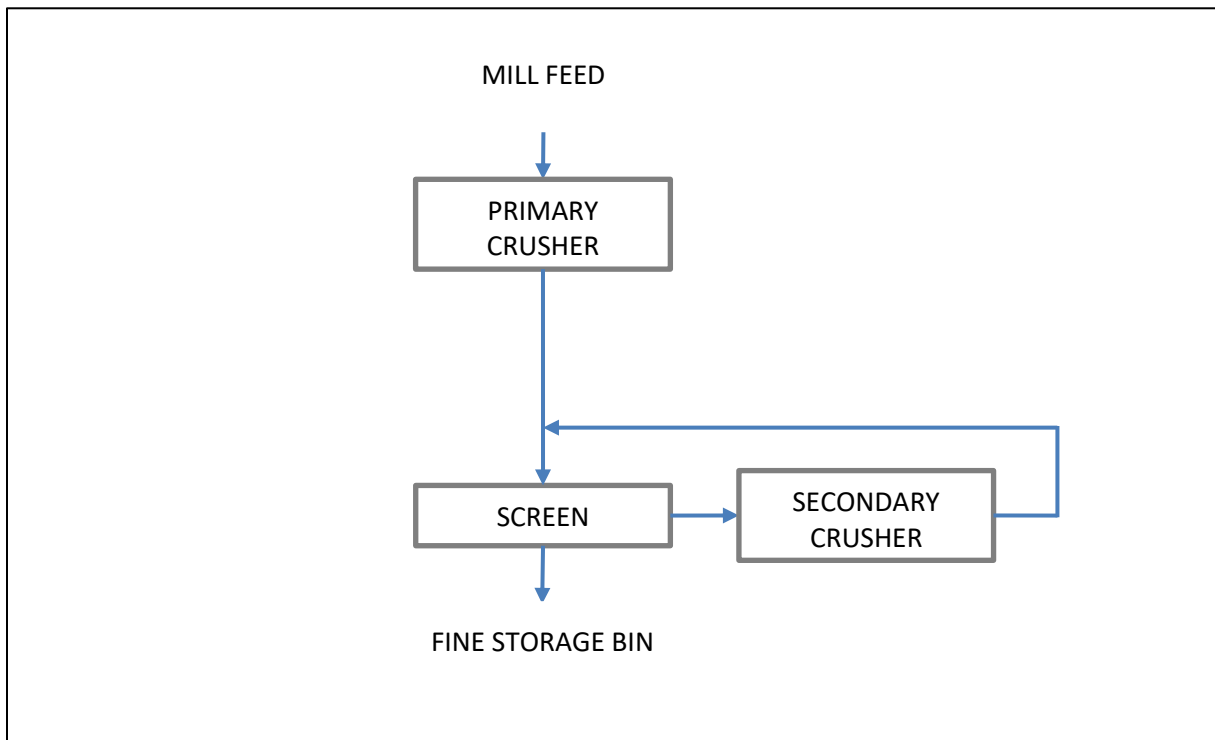 MILL FEED
PRIMARY
CRUSHER
SCREEN
SECONDARY
CRUSHER
FINE STORAGE BIN